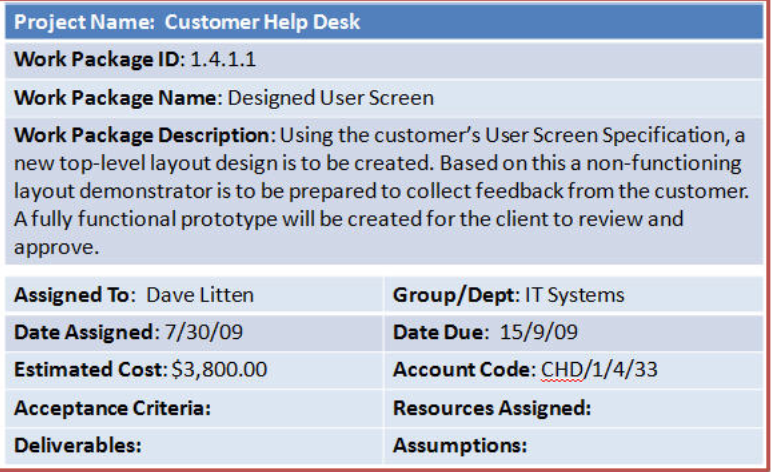 Project Name:  Customer Help Desk
Work Package ID: 1.4.1.1
Work Package Name: Designed User Screen
Work Package Description: Using the customer's User Screen Specification, a
new top-level layout design is to be created. Based on this a non-functioning
layout demonstrator is to be prepared to collect feedback from the customer.
A fully functional prototype will be created for the client to review and
approve.
Assigned To:  Dave Litten
Group/Dept: IT Systems
Date Assigned: 7/30/09
Date Due:  15/9/09
Estimated Cost: $3,800.00
Account Code: CHD/1/4/33
Acceptance Criteria:
Resources Assigned:
Deliverables:
Assumptions: